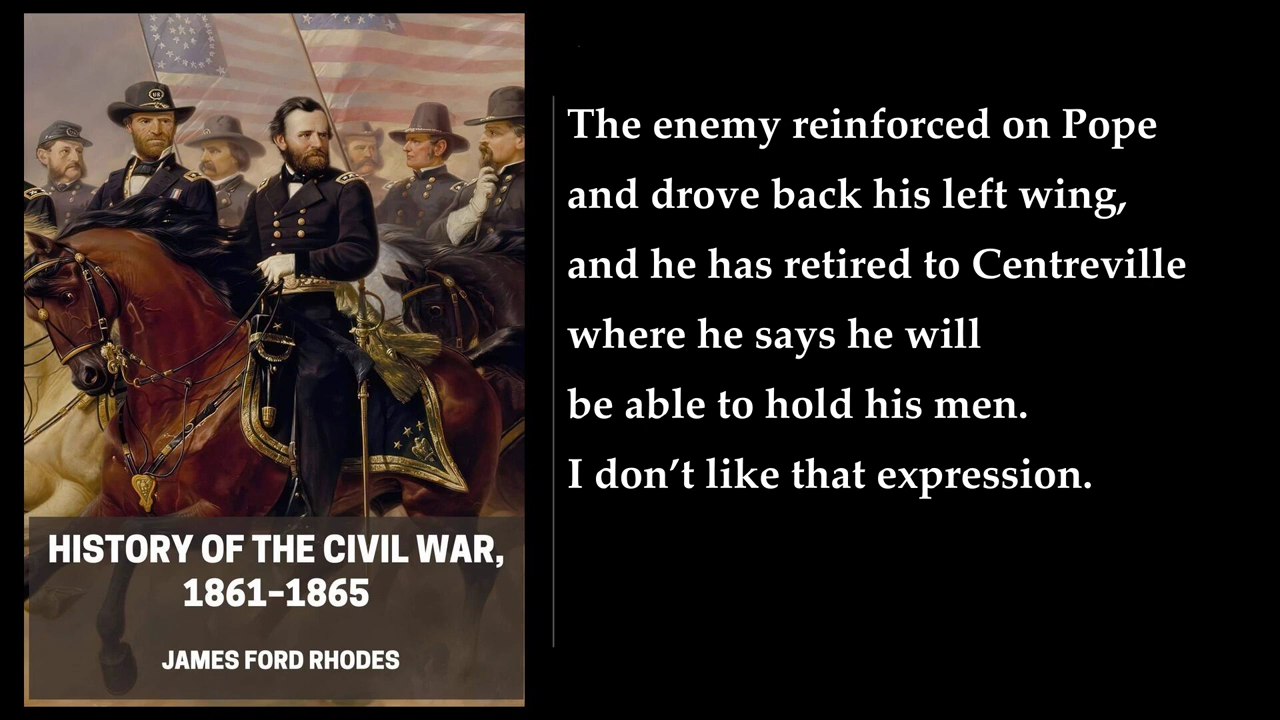 HISTORY OF THE CIVIL WAR,
1861–1865
JAMES FORD RHODES
The enemy reinforced on Pope
and drove back his left wing,
and he has retired to Centreville
where he says he will
be able to hold his men.
I don’t like that expression.